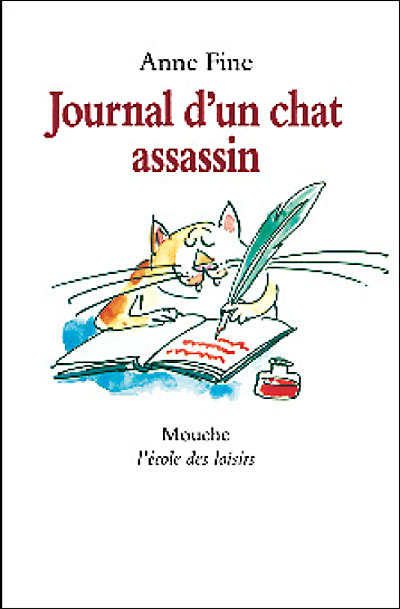 Anne Fine
Journal d'un chat
assassin
Mouche
l'école des loisirs